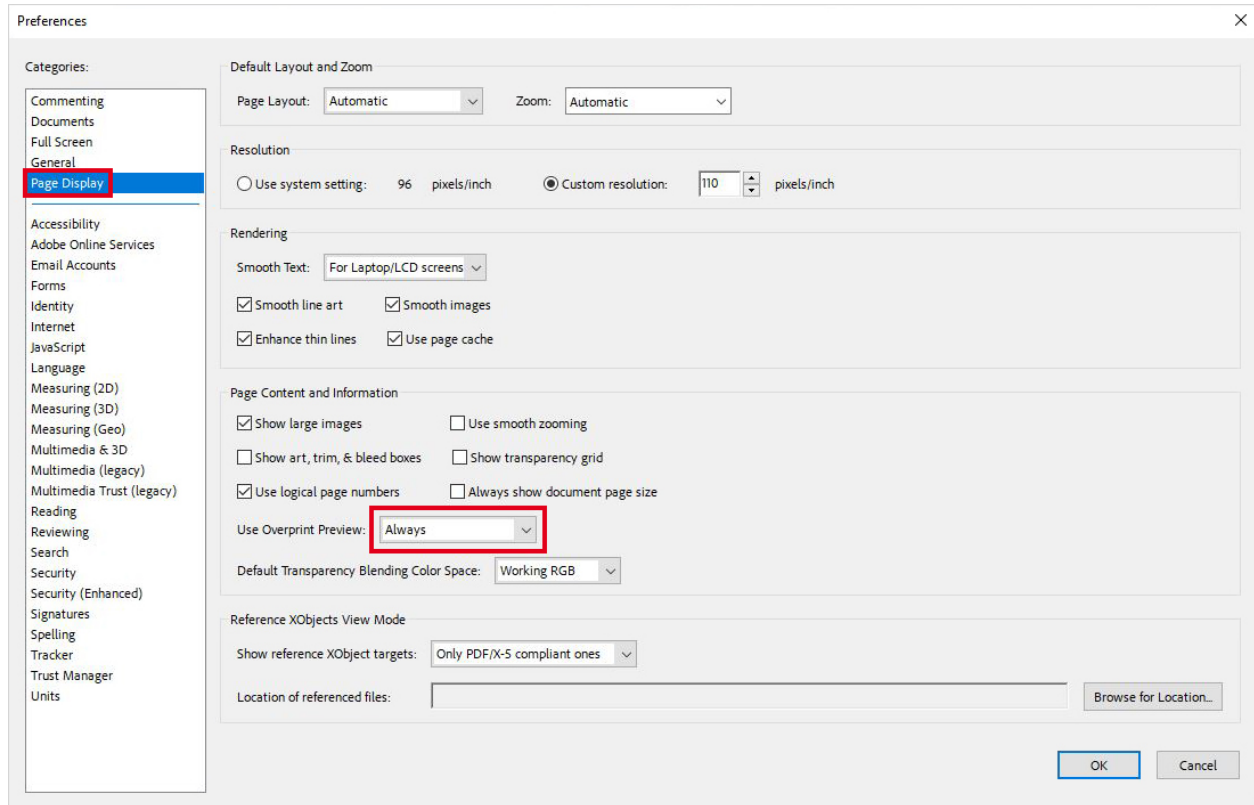 Preferences
Categories:
Commenting
Documents
Full Screen
General
Page Display
Accessibility
Adobe Online Services
Email Accounts
Forms
Identity
Internet
JavaScript
Language
Measuring (2D)
Measuring (3D)
Measuring (Geo)
Multimedia & 3D
Multimedia (legacy)
Multimedia Trust (legacy)
Reading
Reviewing
Search
Security
Security (Enhanced)
Signatures
Spelling
Tracker
Trust Manager
Units
Default Layout and Zoom
Page Layout: Automatic Zoom: Automatic
Resolution
Use system setting: 96 pixels/inch Custom resolution: 110 pixels/inch
Rendering
Smooth Text: For Laptop/LCD screens
Smooth line art Smooth images
Enhance thin lines Use page cache
Page Content and Information
Show large images Use smooth zooming
Show art, trim, & bleed boxes Show transparency grid
Use logical page numbers Always show document page size
Use Overprint Preview: Always
Default Transparency Blending Color Space: Working RGB
Reference XObjects View Mode
Show reference XObject targets: Only PDF/X-5 compliant ones
Location of referenced files: Browse for Location...
OK Cancel